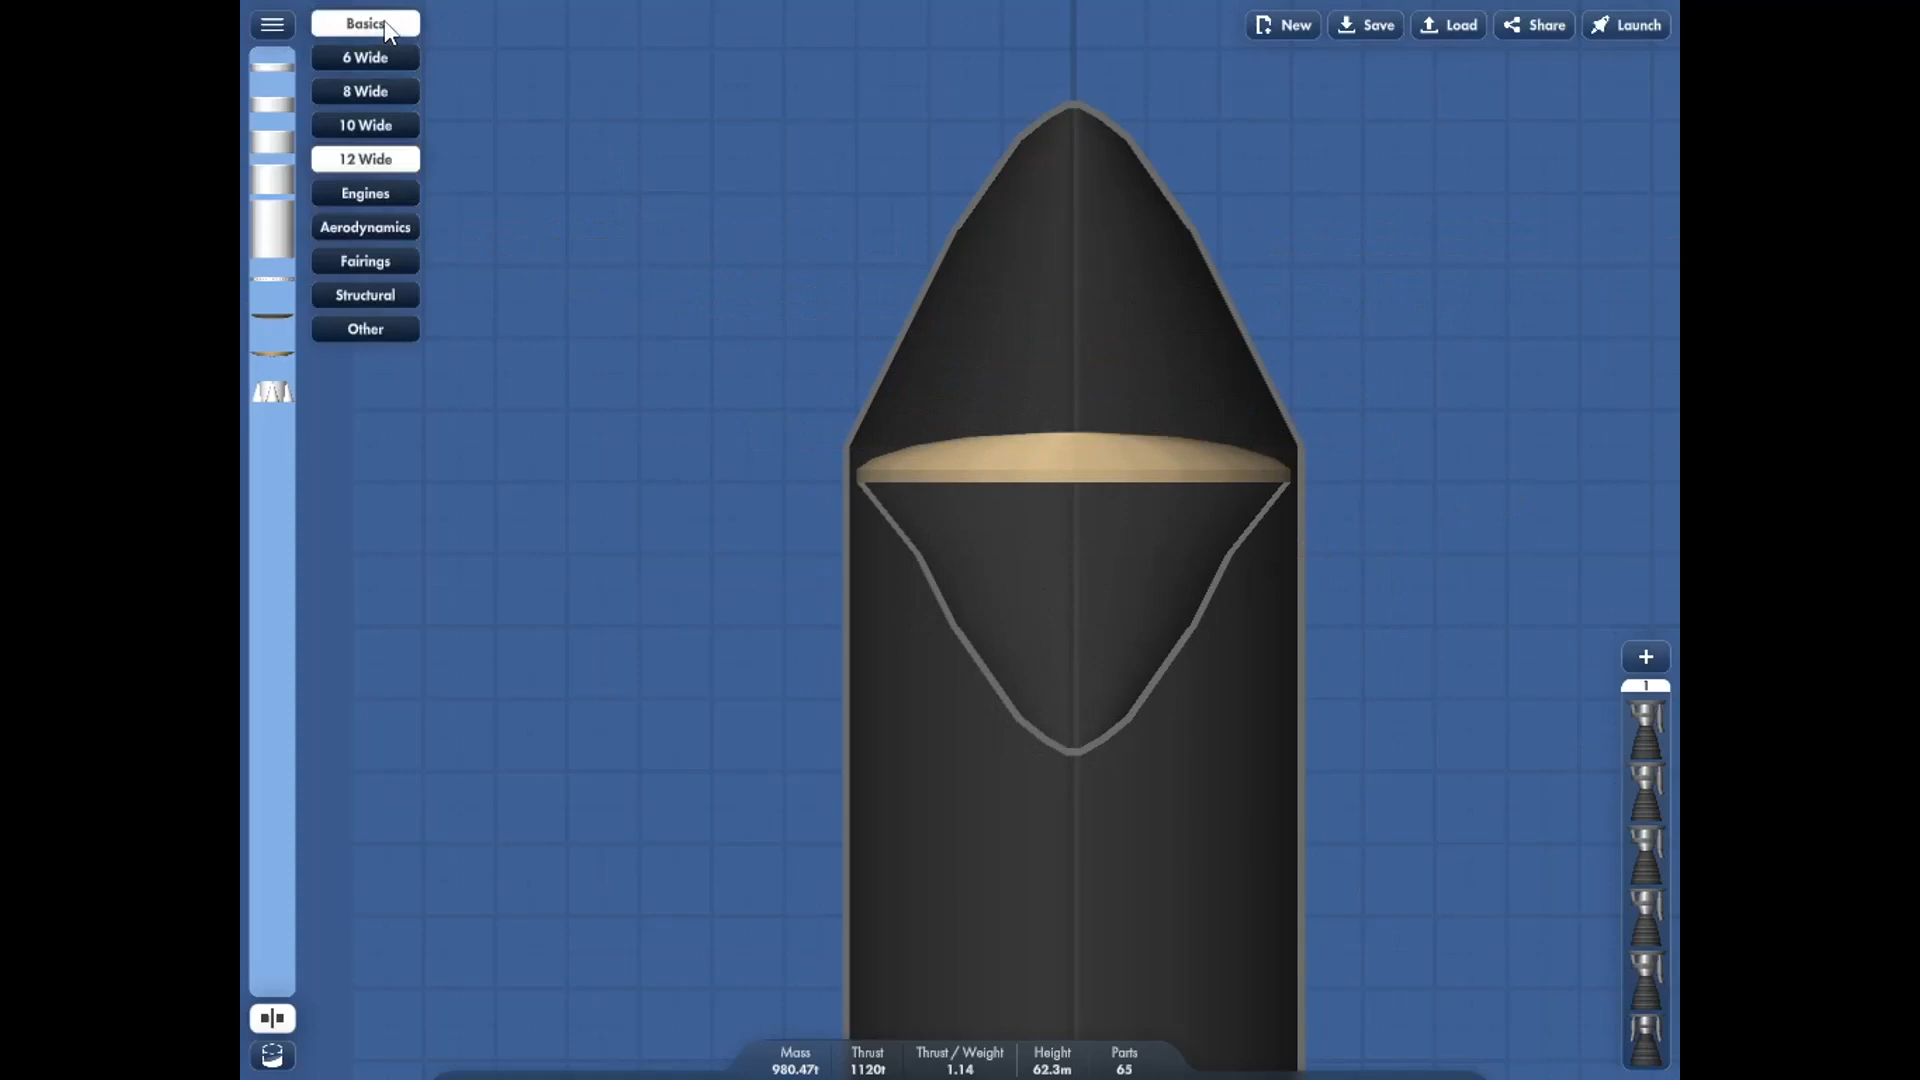 Basics
6 Wide
8 Wide
10 Wide
12 Wide
Engines
Aerodynamics
Fairings
Structural
Other
New
Save
Load
Share
Launch
1
Mass
980.47t
Thrust
1120t
Thrust / Weight
1.14
Height
62.3m
Parts
65